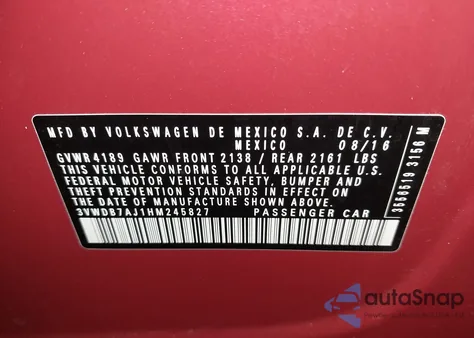 MFD BY VOLKSWAGEN DE MEXICO S.A. DE C.V.
MEXICO 08/16
GVWR 4189 GAWR FRONT 2138 / REAR 2161 LBS
THIS VEHICLE CONFORMS TO ALL APPLICABLE U.S.
FEDERAL MOTOR VEHICLE SAFETY, BUMPER AND
THEFT PREVENTION STANDARDS IN EFFECT ON
THE DATE OF MANUFACTURE SHOWN ABOVE.
3VWDB7AJ1HM245827 PASSENGER CAR
3556519 3156 M
autoSnap